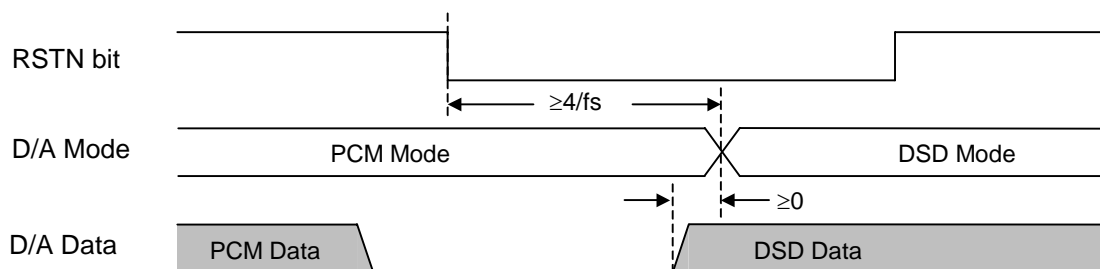 RSTN bit
≥4/fs
D/A Mode
PCM Mode
DSD Mode
≥0
D/A Data
PCM Data
DSD Data